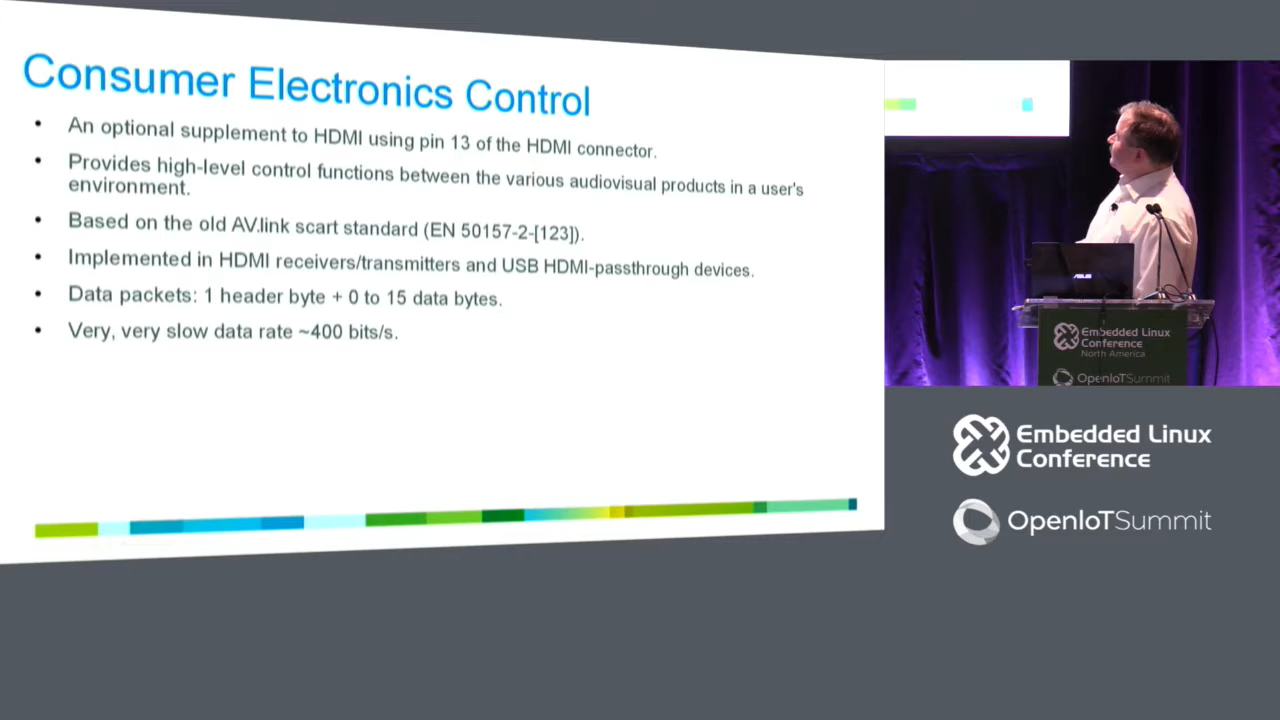 Consumer Electronics Control
• An optional supplement to HDMI using pin 13 of the HDMI connector.
• Provides high-level control functions between the various audiovisual products in a user's
environment.
• Based on the old AV.link scart standard (EN 50157-2-[123]).
• Implemented in HDMI receivers/transmitters and USB HDMI-passthrough devices.
• Data packets: 1 header byte + 0 to 15 data bytes.
• Very, very slow data rate ~400 bits/s.
ASUS
Embedded Linux
Conference
North America
OpenIoTSummit
Embedded Linux
Conference
OpenIoTSummit